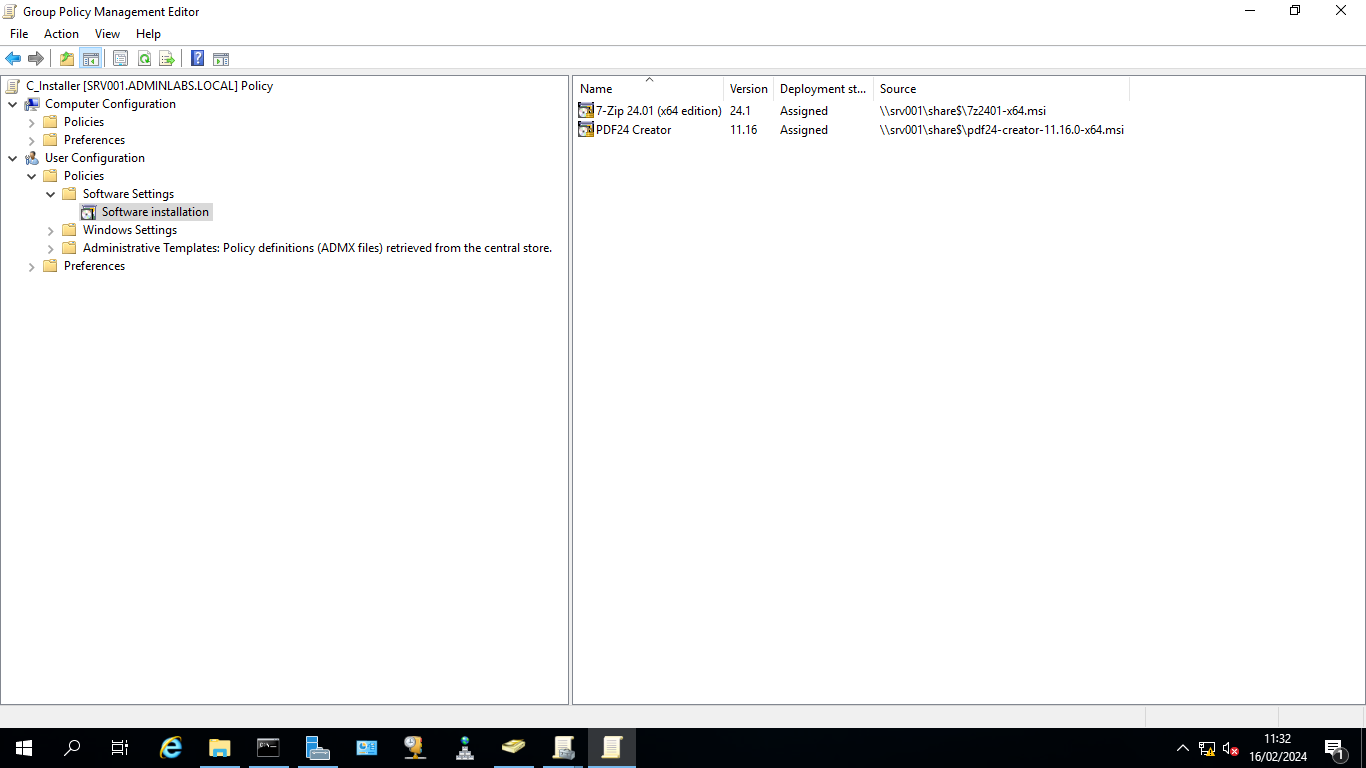 Group Policy Management Editor
File Action View Help
C_Installer [SRV001.ADMINLABS.LOCAL] Policy
Computer Configuration
Policies
Preferences
User Configuration
Policies
Software Settings
Software installation
Windows Settings
Administrative Templates: Policy definitions (ADMX files) retrieved from the central store.
Preferences
Name Version Deployment st... Source
7-Zip 24.01 (x64 edition) 24.1 Assigned \\srv001\share$\7z2401-x64.msi
PDF24 Creator 11.16 Assigned \\srv001\share$\pdf24-creator-11.16.0-x64.msi
11:32
16/02/2024
1